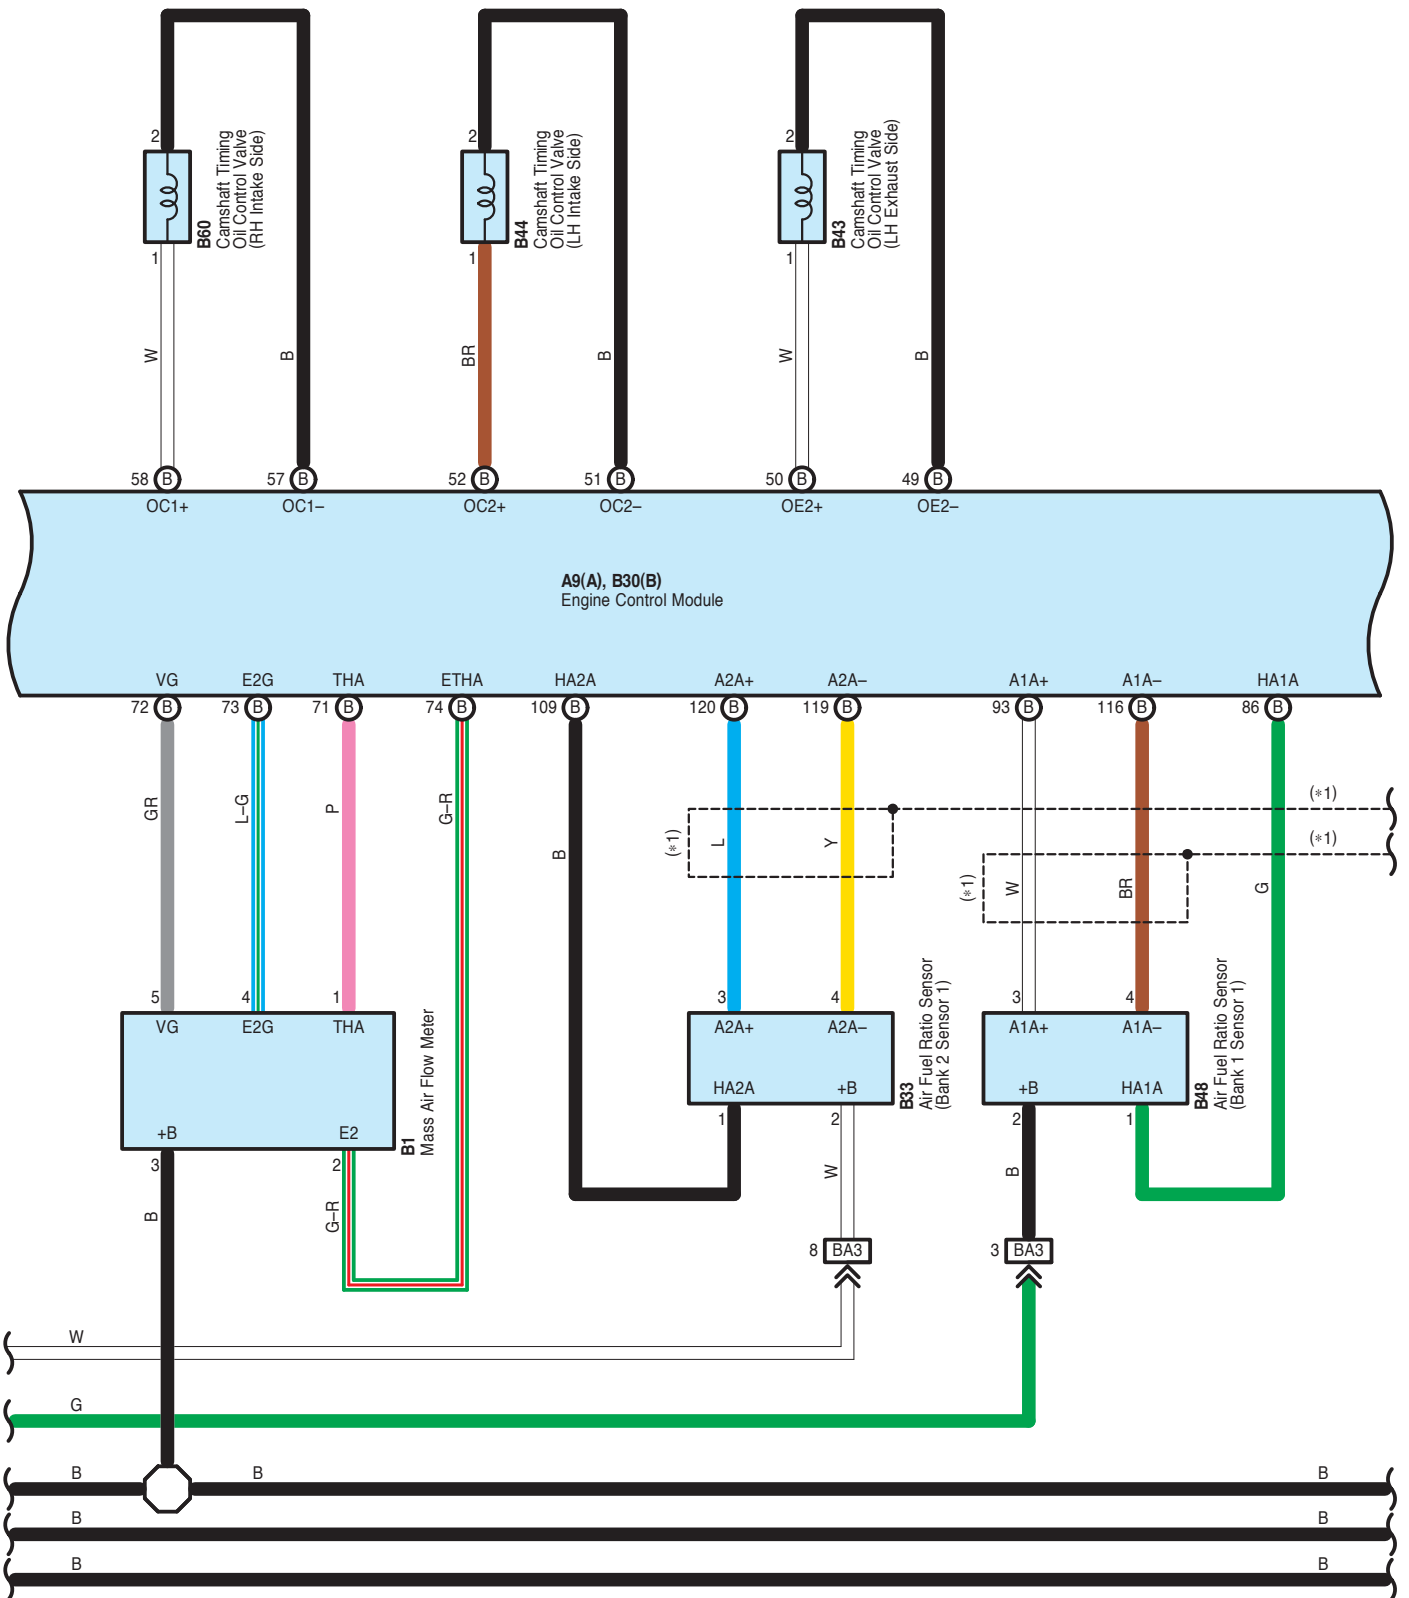 2
B60
Camshaft Timing
Oil Control Valve
(RH Intake Side)
1
W
B
2
B44
Camshaft Timing
Oil Control Valve
(LH Intake Side)
1
BR
B
2
B43
Camshaft Timing
Oil Control Valve
(LH Exhaust Side)
1
W
B
58 B
57 B
52 B
51 B
50 B
49 B
OC1+
OC1–
OC2+
OC2–
OE2+
OE2–
A9(A), B30(B)
Engine Control Module
VG
E2G
THA
ETHA
HA2A
A2A+
A2A–
A1A+
A1A–
HA1A
72 B
73 B
71 B
74 B
109 B
120 B
119 B
93 B
116 B
86 B
GR
L–G
P
G–R
B
(*1)
L
Y
(*1)
(*1)
(*1)
W
BR
G
5
4
1
VG
E2G
THA
+B
E2
B1
Mass Air Flow Meter
3
2
B
G–R
3
4
A2A+
A2A–
HA2A
+B
B33
Air Fuel Ratio Sensor
(Bank 2 Sensor 1)
1
2
W
8 BA3
3
4
A1A+
A1A–
+B
HA1A
B48
Air Fuel Ratio Sensor
(Bank 1 Sensor 1)
2
1
B
3 BA3
W
G
B
B
B
B
B
B
B